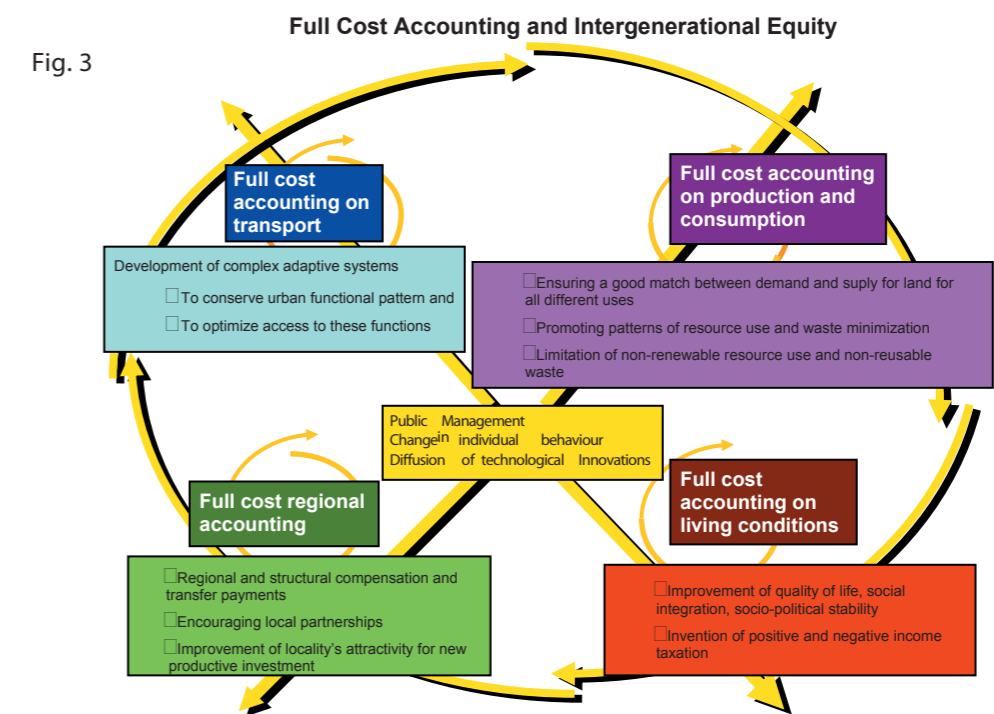 Full Cost Accounting and Intergenerational Equity
Fig. 3
Full cost
accounting on
transport
Development of complex adaptive systems
□To conserve urban functional pattern and
□To optimize access to these functions
Full cost accounting
on production and
consumption
□Ensuring a good match between demand and suply for land for
all different uses
□Promoting patterns of resource use and waste minimization
□Limitation of non-renewable resource use and non-reusable
waste
Public Management
Change in individual behaviour
Diffusion of technological Innovations
Full cost regional
accounting
□Regional and structural compensation and
transfer payments
□Encouraging local partnerships
□Improvement of locality's attractivity for new
productive investment
Full cost
accounting on
living conditions
□Improvement of quality of life, social
integration, socio-political stability
□Invention of positive and negative income
taxation